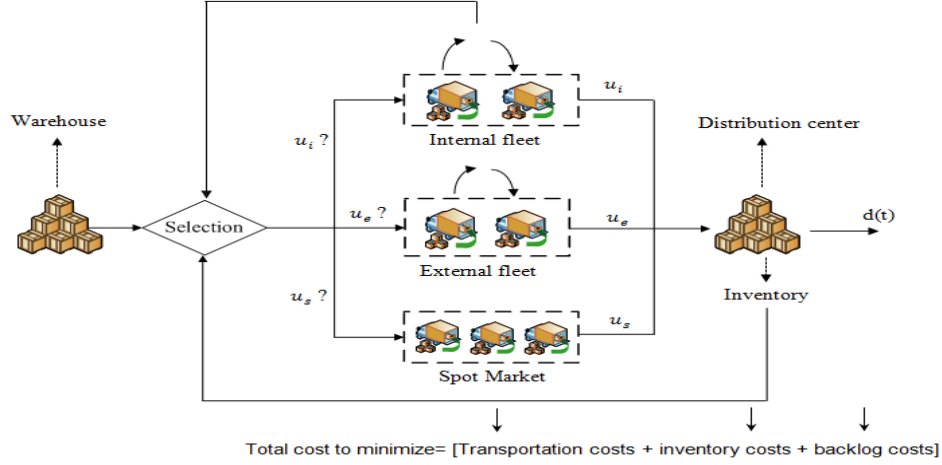 Warehouse
Selection
u_i ?
u_e ?
u_s ?
Internal fleet
External fleet
Spot Market
u_i
u_e
u_s
Distribution center
d(t)
Inventory
Total cost to minimize= [Transportation costs + inventory costs + backlog costs]